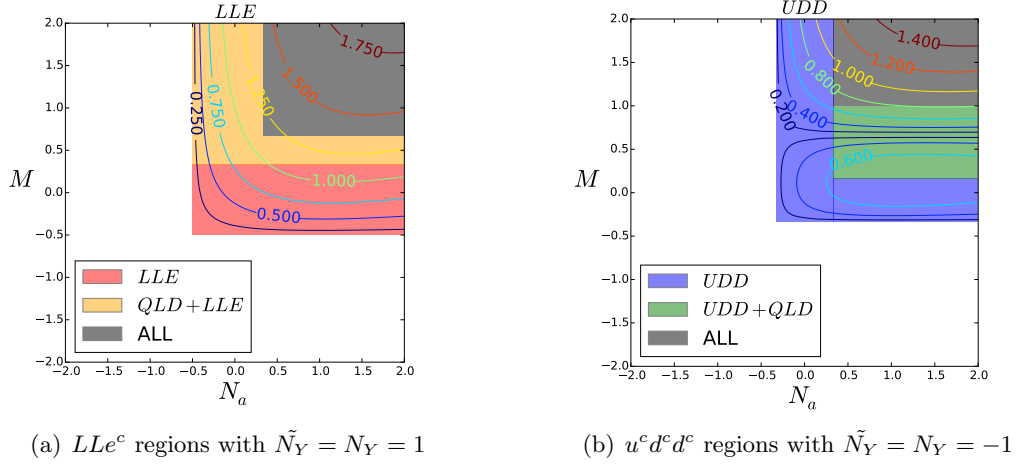 LLE
2.0
1.5
1.0
0.5
0.0
−0.5
−1.0
−1.5
−2.0
M
0.250
0.750
1.250
1.500
1.750
1.000
0.500
LLE
QLD+LLE
ALL
−2.0 −1.5 −1.0 −0.5 0.0 0.5 1.0 1.5 2.0
N_a
(a) LLe^c regions with Ñ_Y = N_Y = 1
UDD
2.0
1.5
1.0
0.5
0.0
−0.5
−1.0
−1.5
−2.0
M
0.200
0.400
0.800
1.000
1.200
1.400
0.600
UDD
UDD+QLD
ALL
−2.0 −1.5 −1.0 −0.5 0.0 0.5 1.0 1.5 2.0
N_a
(b) u^c d^c d^c regions with Ñ_Y = N_Y = −1